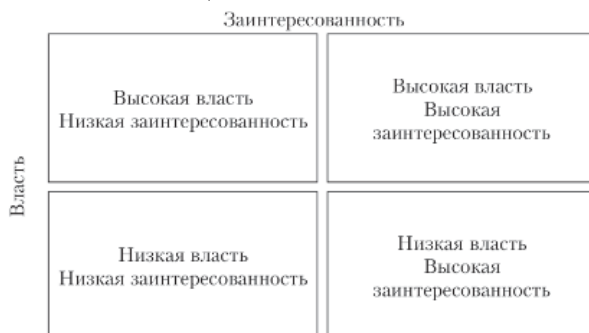 Заинтересованность
Власть
Высокая власть
Низкая заинтересованность
Высокая власть
Высокая
заинтересованность
Низкая власть
Низкая заинтересованность
Низкая власть
Высокая
заинтересованность